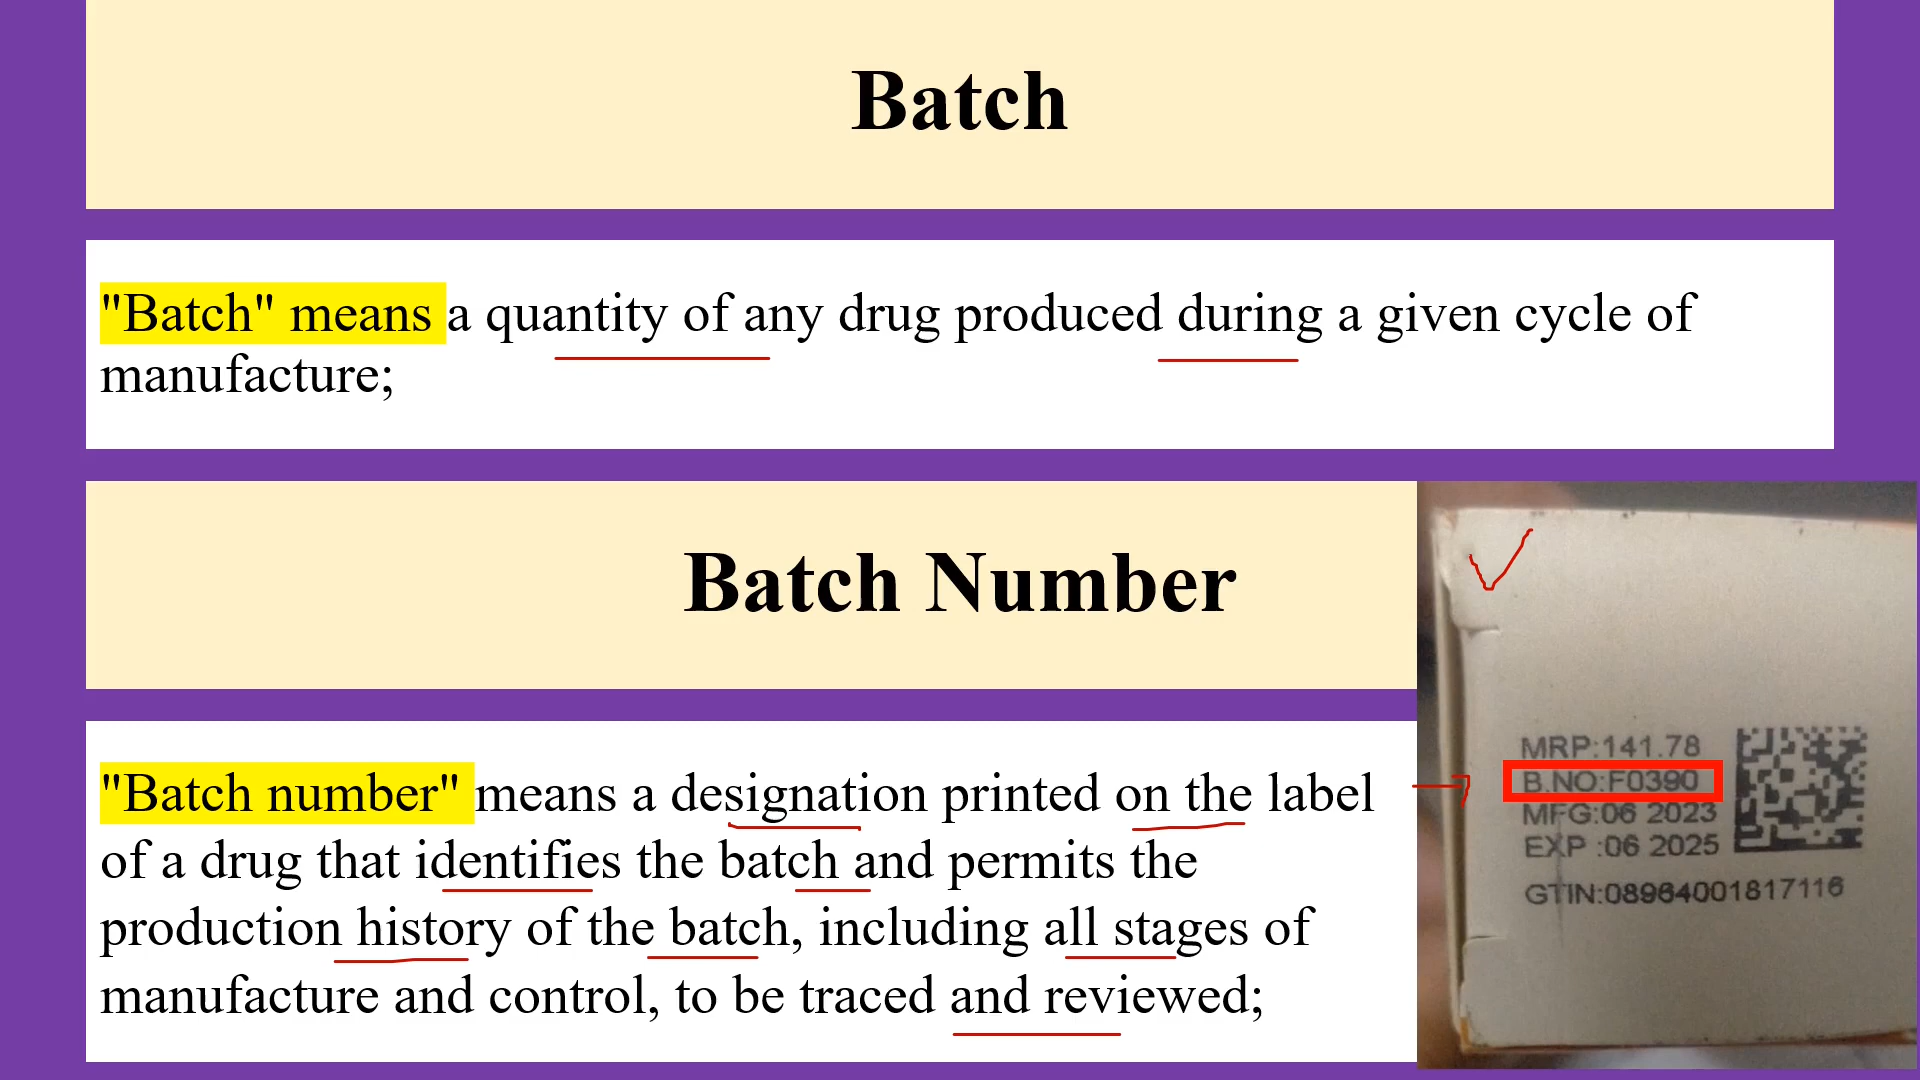 Batch
"Batch" means a quantity of any drug produced during a given cycle of
manufacture;
Batch Number
"Batch number" means a designation printed on the label
of a drug that identifies the batch and permits the
production history of the batch, including all stages of
manufacture and control, to be traced and reviewed;
MRP:141.78
B.NO:F0390
MFG:06 2023
EXP :06 2025
GTIN:08964001817116